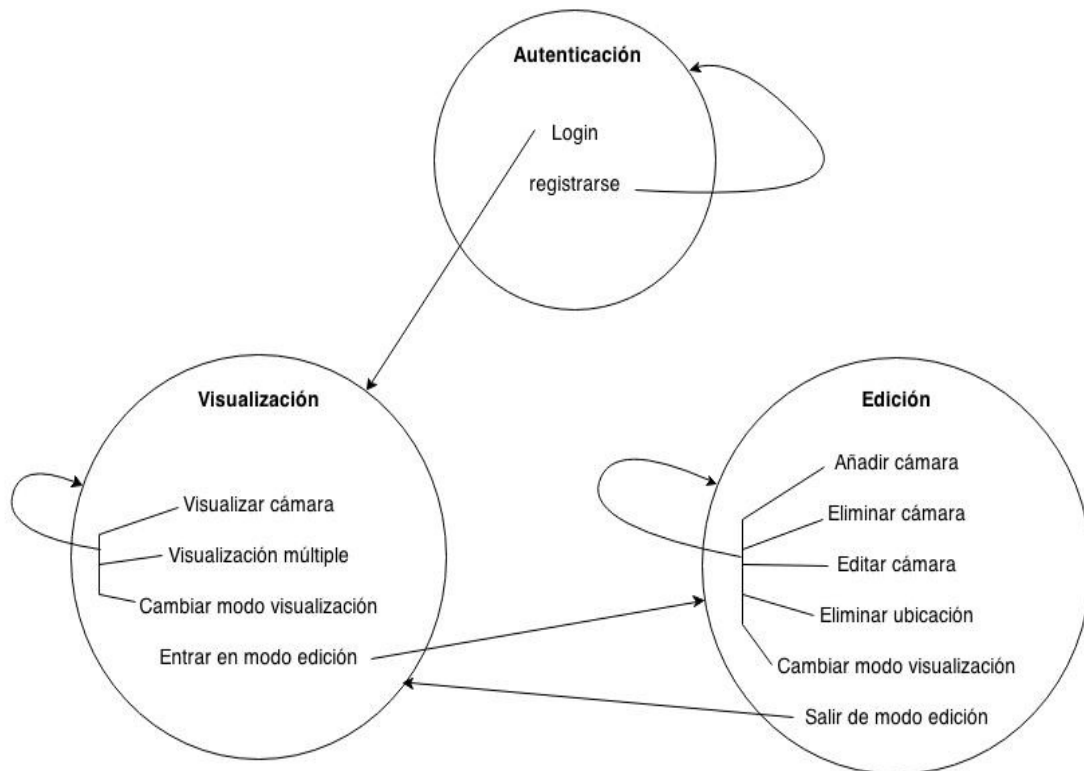 Autenticación
Login
registrarse
Visualización
Visualizar cámara
Visualización múltiple
Cambiar modo visualización
Entrar en modo edición
Edición
Añadir cámara
Eliminar cámara
Editar cámara
Eliminar ubicación
Cambiar modo visualización
Salir de modo edición